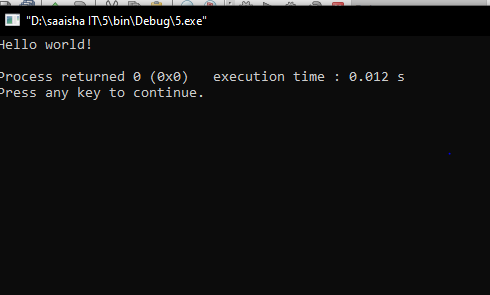 "D:\saaisha IT\5\bin\Debug\5.exe"
Hello world!
Process returned 0 (0x0)   execution time : 0.012 s
Press any key to continue.